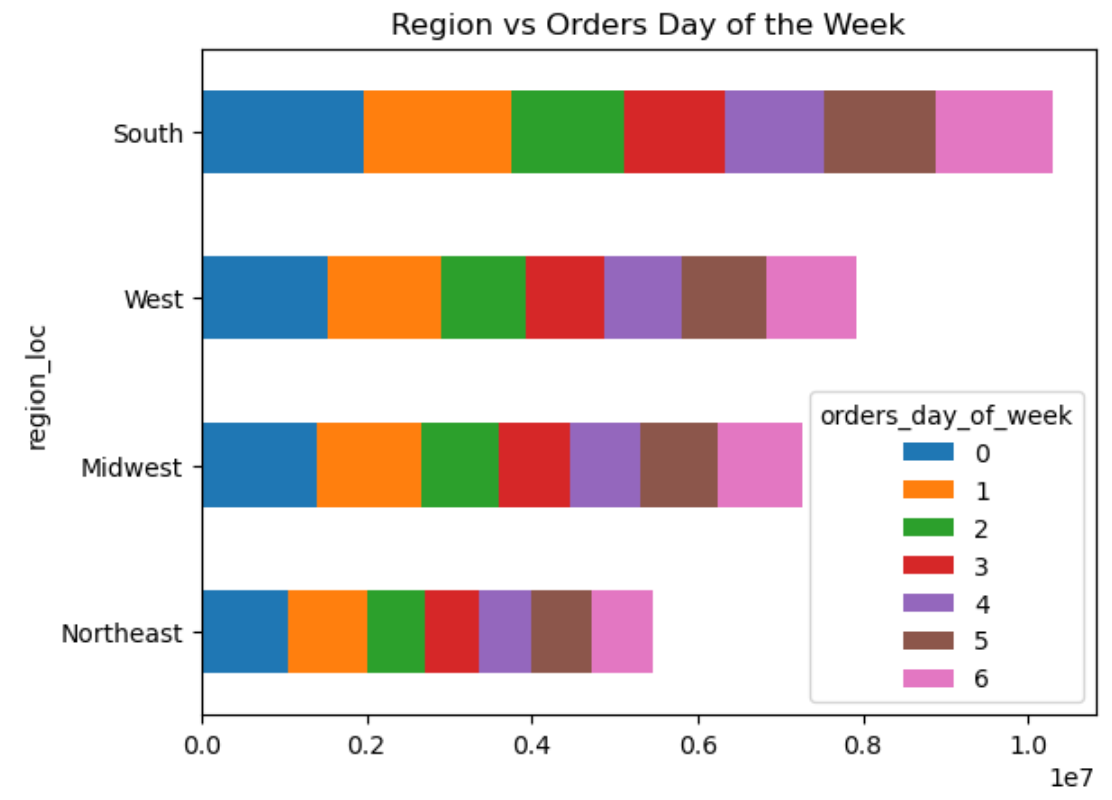 Region vs Orders Day of the Week
region_loc
South
West
Midwest
Northeast
orders_day_of_week
0
1
2
3
4
5
6
0.0 0.2 0.4 0.6 0.8 1.0
1e7